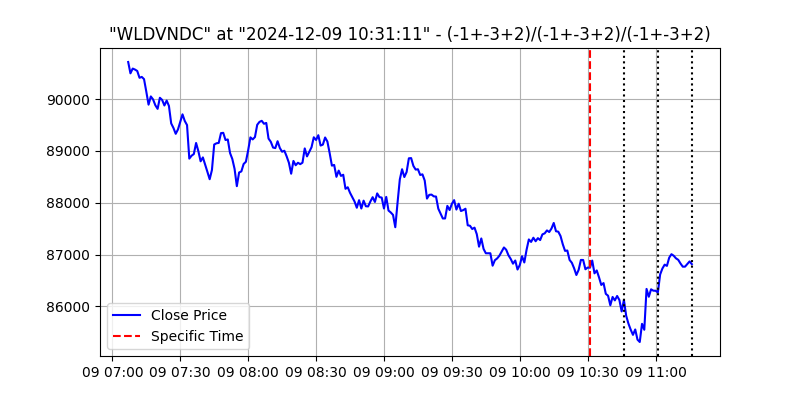 "WLDVNDC" at "2024-12-09 10:31:11" - (-1+-3+2)/(-1+-3+2)/(-1+-3+2)
90000
89000
88000
87000
86000
Close Price
Specific Time
09 07:00 09 07:30 09 08:00 09 08:30 09 09:00 09 09:30 09 10:00 09 10:30 09 11:00